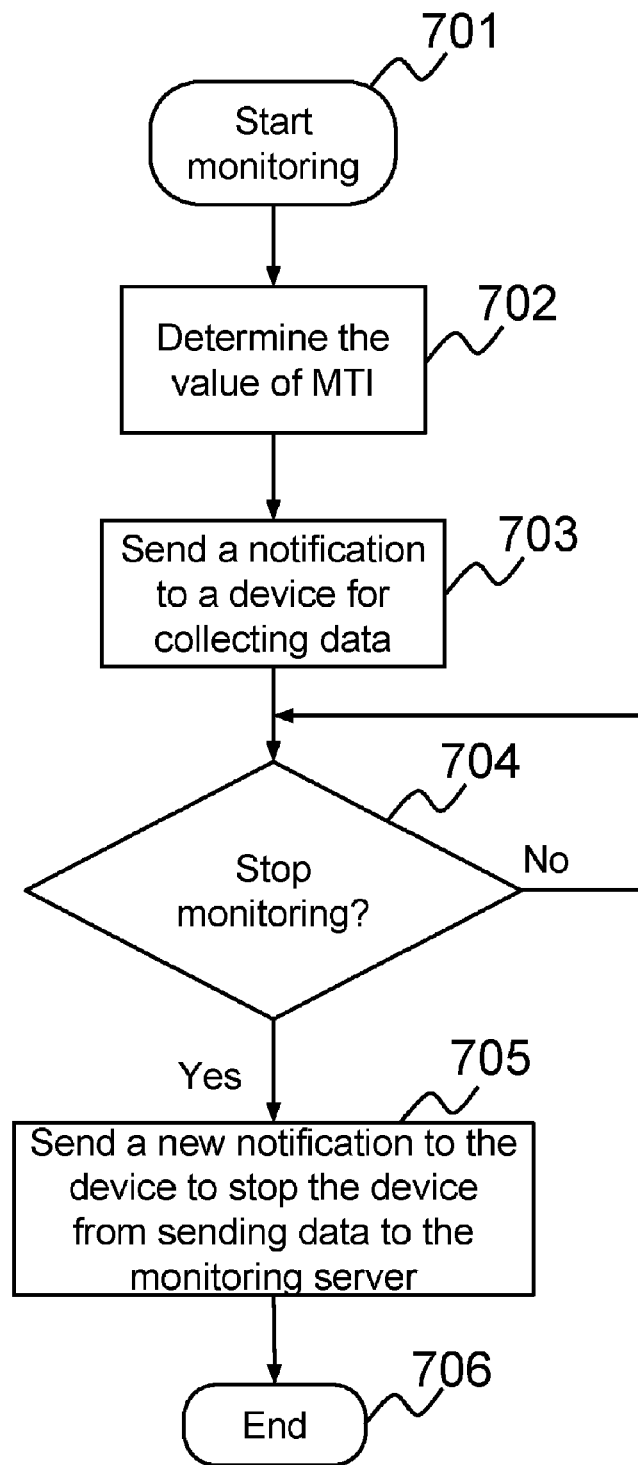 701
Start
monitoring
702
Determine the
value of MTI
703
Send a notification
to a device for
collecting data
704
Stop
monitoring?
No
Yes
705
Send a new notification to the
device to stop the device
from sending data to the
monitoring server
706
End